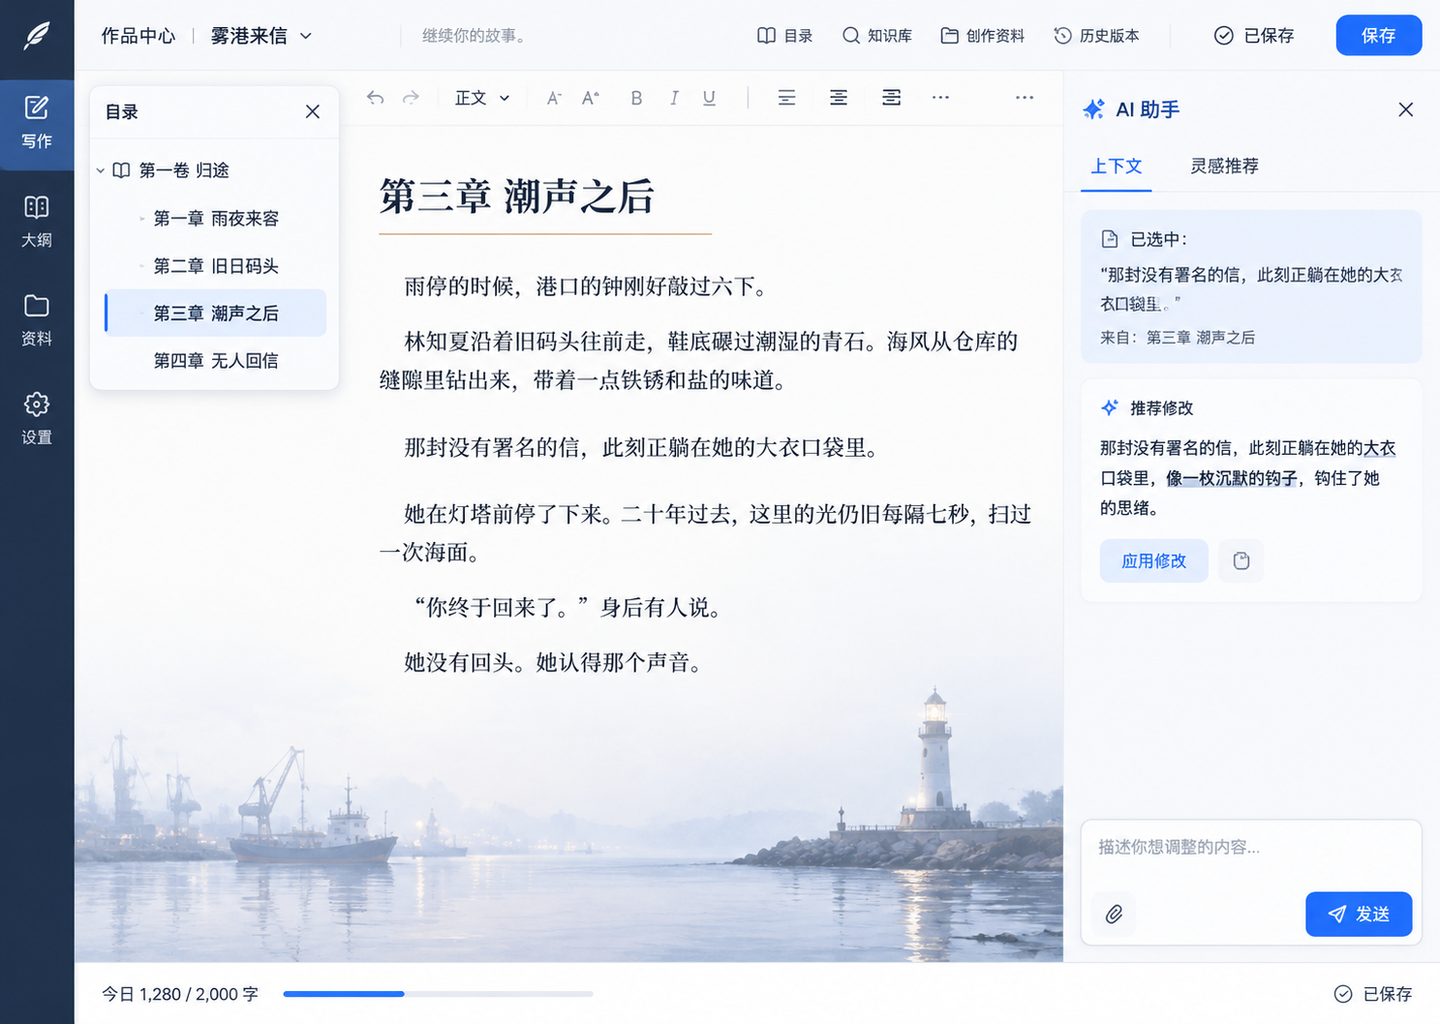 作品中心 | 雾港来信
继续你的故事。
目录
知识库
创作资料
历史版本
已保存
保存
写作
大纲
资料
设置
目录
第一卷 归途
第一章 雨夜来容
第二章 旧日码头
第三章 潮声之后
第四章 无人回信
正文
A- A^ B I U
第三章 潮声之后
雨停的时候，港口的钟刚好敲过六下。
林知夏沿着旧码头往前走，鞋底碾过潮湿的青石。海风从仓库的
缝隙里钻出来，带着一点铁锈和盐的味道。
那封没有署名的信，此刻正躺在她的大衣口袋里。
她在灯塔前停了下来。二十年过去，这里的光仍旧每隔七秒，扫过
一次海面。
“你终于回来了。”身后有人说。
她没有回头。她认得那个声音。
AI 助手
上下文
灵感推荐
已选中：
“那封没有署名的信，此刻正躺在她的大
口
。”
来自：第三章 潮声之后
推荐修改
那封没有署名的信，此刻正躺在她的大衣
口袋里，像一枚沉默的钩子，钩住了她
的思绪。
应用修改
描述你想调整的内容...
发送
今日 1,280 / 2,000 字
已保存